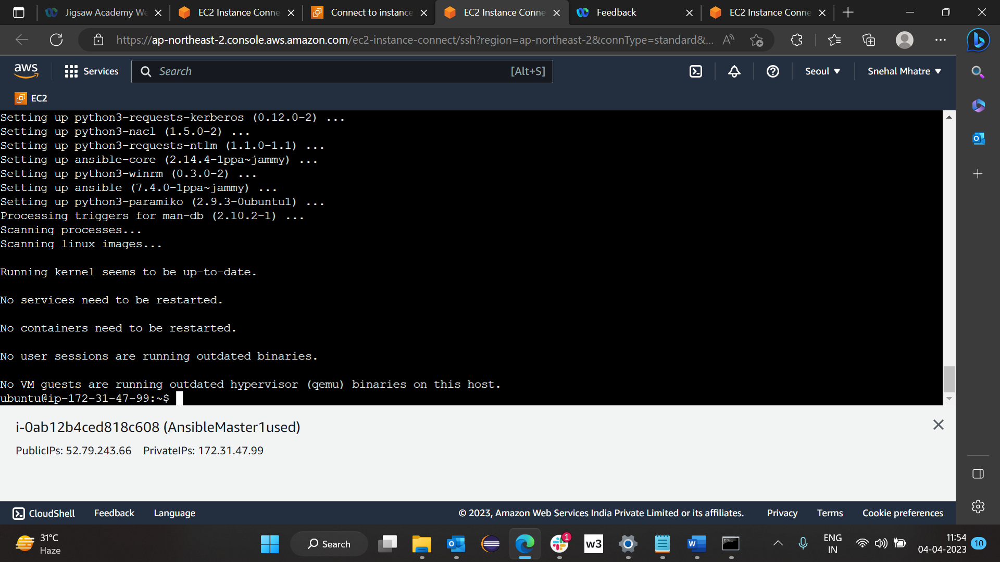 Jigsaw Academy We
EC2 Instance Conne
Connect to instance
EC2 Instance Conne
Feedback
EC2 Instance Conne
https://ap-northeast-2.console.aws.amazon.com/ec2-instance-connect/ssh?region=ap-northeast-2&connType=standard&...
aws
Services
Search
[Alt+S]
Seoul
Snehal Mhatre
EC2
Setting up python3-requests-kerberos (0.12.0-2) ...
Setting up python3-nacl (1.5.0-2) ...
Setting up python3-requests-ntlm (1.1.0-1.1) ...
Setting up ansible-core (2.14.4-1ppa~jammy) ...
Setting up python3-winrm (0.3.0-2) ...
Setting up ansible (7.4.0-1ppa~jammy) ...
Setting up python3-paramiko (2.9.3-0ubuntu1) ...
Processing triggers for man-db (2.10.2-1) ...
Scanning processes...
Scanning linux images...
Running kernel seems to be up-to-date.
No services need to be restarted.
No containers need to be restarted.
No user sessions are running outdated binaries.
No VM guests are running outdated hypervisor (qemu) binaries on this host.
ubuntu@ip-172-31-47-99:~$
i-0ab12b4ced818c608 (AnsibleMaster1used)
PublicIPs: 52.79.243.66 PrivateIPs: 172.31.47.99
CloudShell
Feedback
Language
© 2023, Amazon Web Services India Private Limited or its affiliates.
Privacy
Terms
Cookie preferences
31°C
Haze
Search
1
w3
ENG
IN
11:54
04-04-2023
10